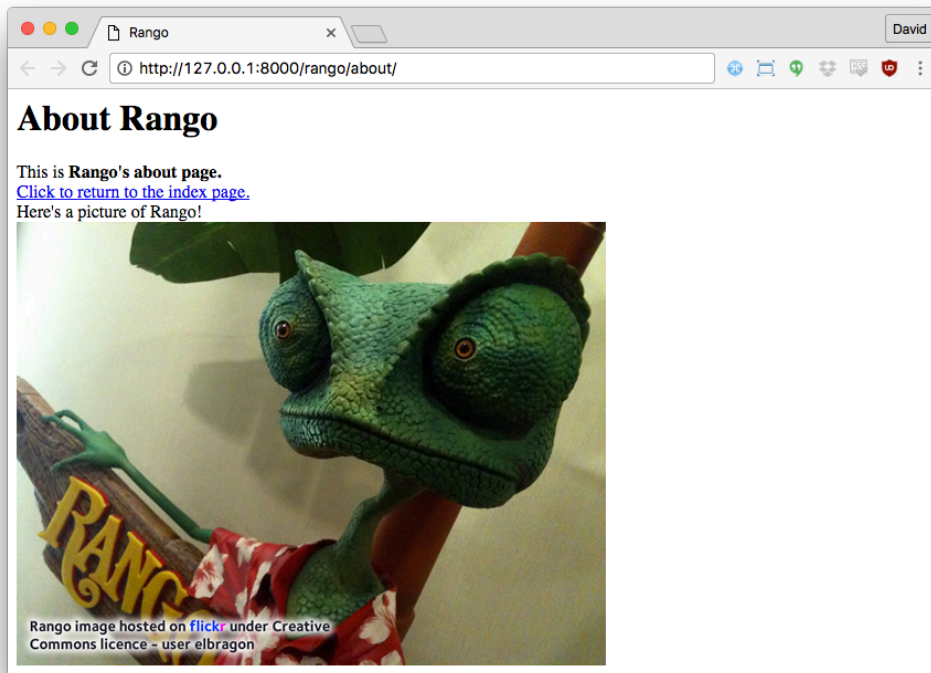 Rango
David
http://127.0.0.1:8000/rango/about/
About Rango
This is Rango's about page.
Click to return to the index page.
Here's a picture of Rango!
RANGO
Rango image hosted on flickr under Creative
Commons licence - user elbragon